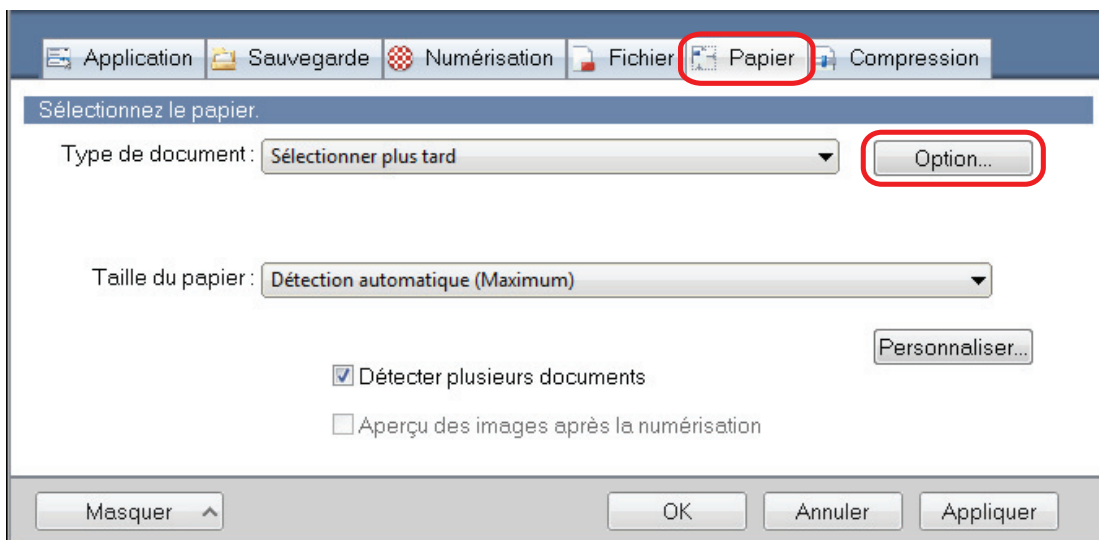 Application Sauvegarde Numérisation Fichier Papier Compression
Sélectionnez le papier.
Type de document : Sélectionner plus tard Option...
Taille du papier : Détection automatique (Maximum)
Personnaliser...
Détecter plusieurs documents
Aperçu des images après la numérisation
Masquer OK Annuler Appliquer